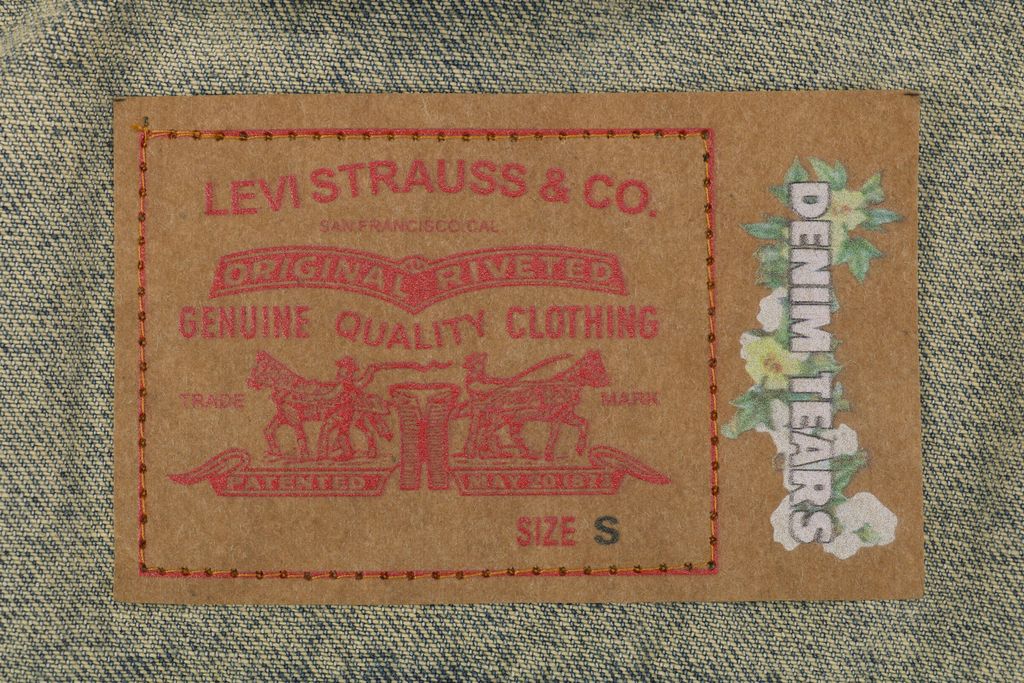 LEVI STRAUSS & CO.
SAN FRANCISCO CAL
ORIGINAL RIVETED
GENUINE QUALITY CLOTHING
TRADE MARK
PATENTED MAY 20 1873
SIZE S
DENIM TEARS